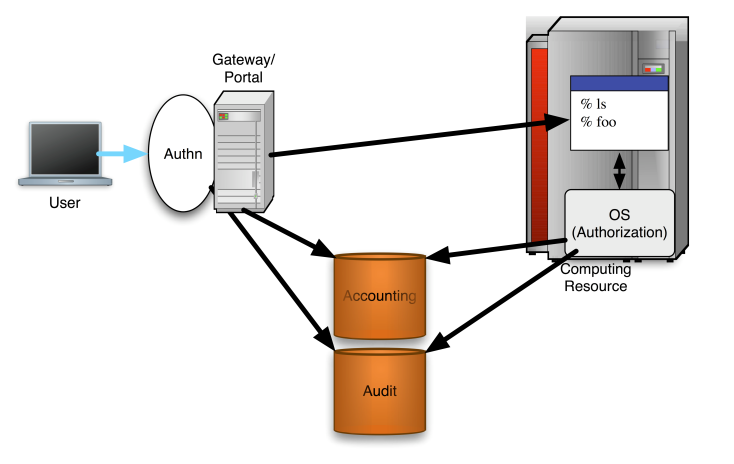 Gateway/
Portal
% ls
% foo
Authn
User
OS
(Authorization)
Computing
Resource
Accounting
Audit